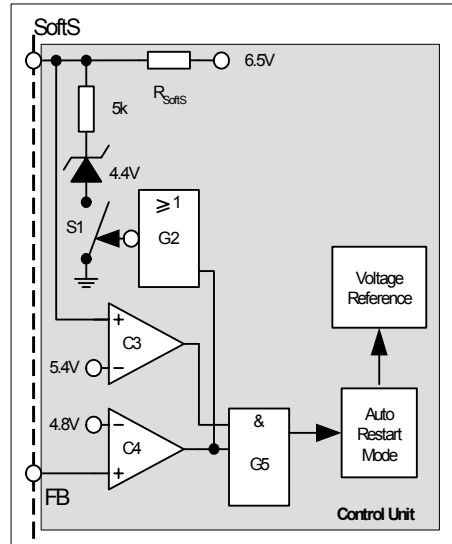 SoftS
6.5V
RSoftS
5k
4.4V
S1
≥ 1
G2
Voltage
Reference
+
C3
5.4V
-
4.8V
-
C4
+
&
G5
Auto
Restart
Mode
FB
Control Unit